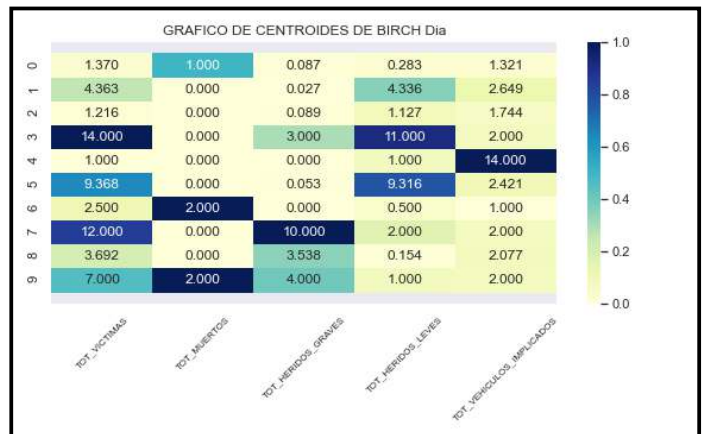 GRAFICO DE CENTROIDES DE BIRCH Dia
0 1.370 1.000 0.087 0.283 1.321
1 4.363 0.000 0.027 4.336 2.649
2 1.216 0.000 0.089 1.127 1.744
3 14.000 0.000 3.000 11.000 2.000
4 1.000 0.000 0.000 1.000 14.000
5 9.368 0.000 0.053 9.316 2.421
6 2.500 2.000 0.000 0.500 1.000
7 12.000 0.000 10.000 2.000 2.000
8 3.692 0.000 3.538 0.154 2.077
9 7.000 2.000 4.000 1.000 2.000
TOT_VICTIMAS
TOT_MUERTOS
TOT_HERIDOS_GRAVES
TOT_HERIDOS_LEVES
TOT_VEHICULOS_IMPLICADOS
1.0
0.8
0.6
0.4
0.2
0.0